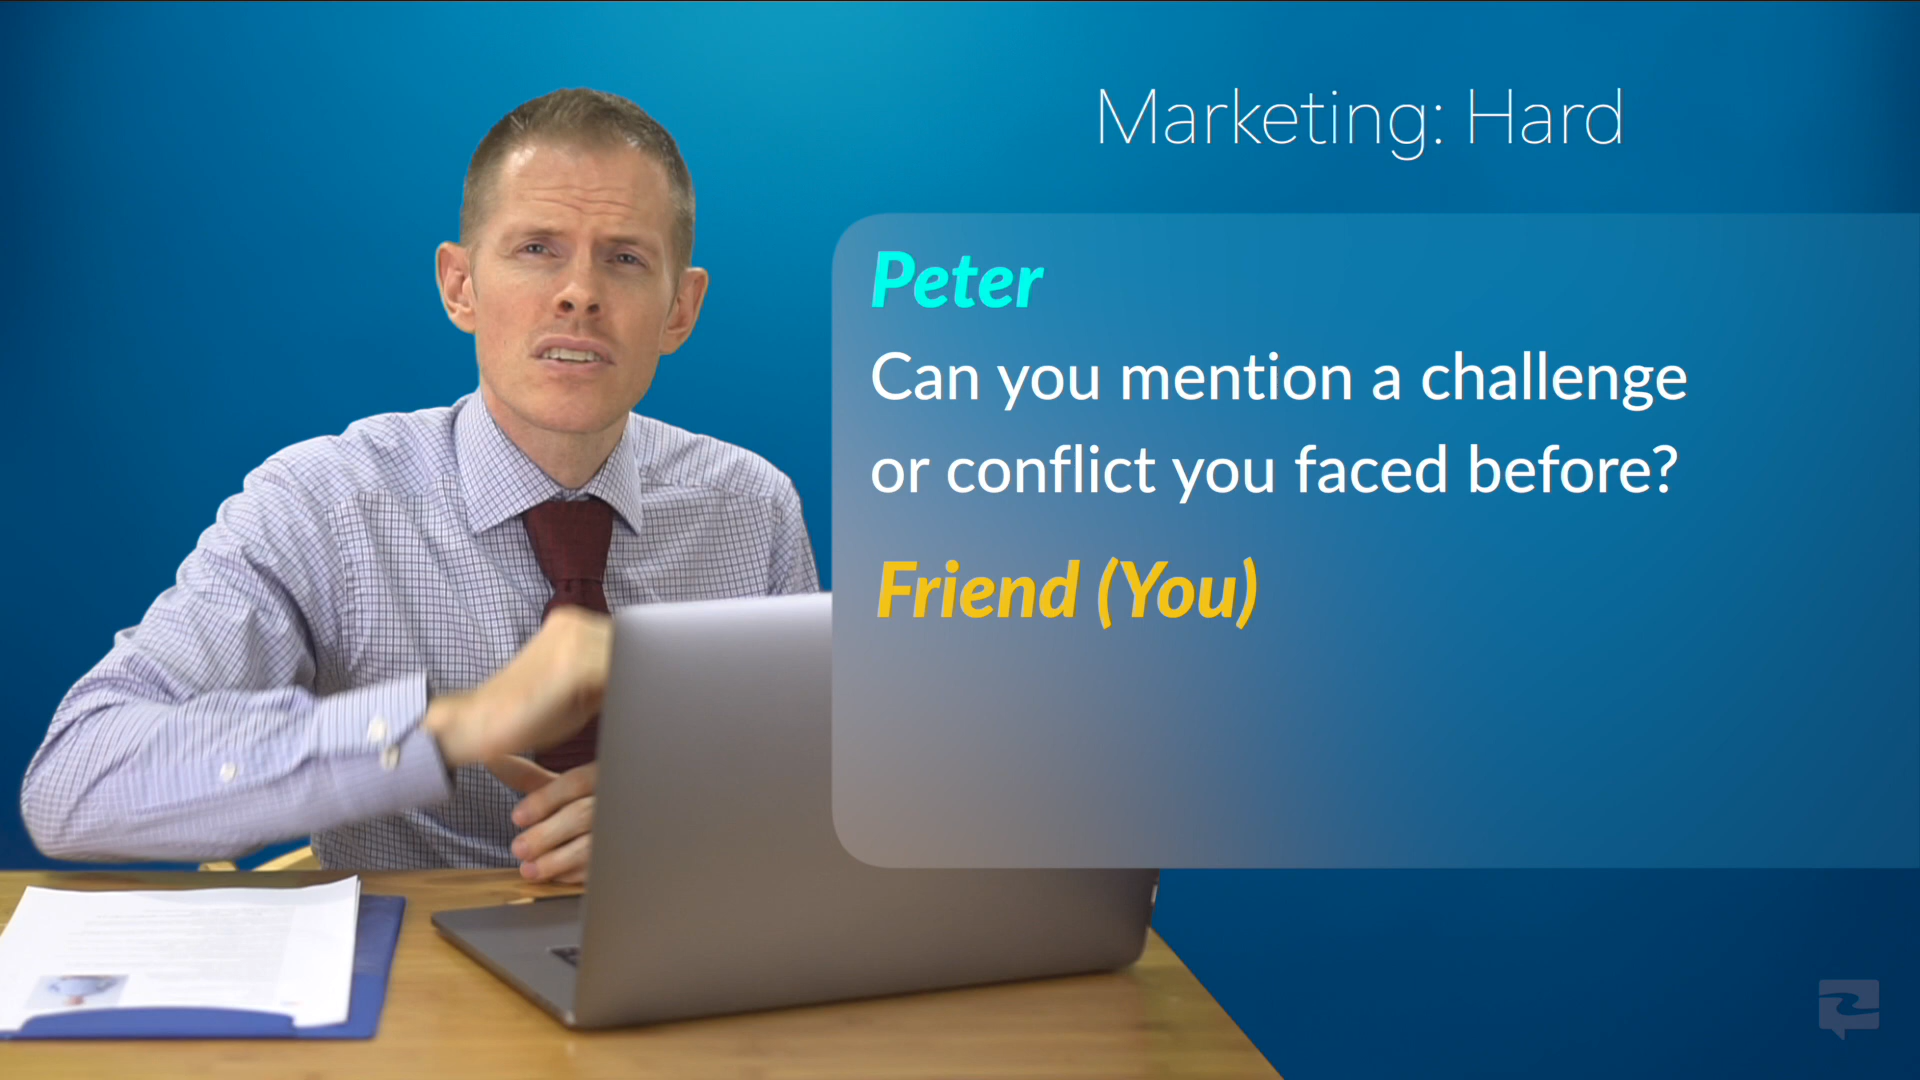 Marketing: Hard
Peter
Can you mention a challenge
or conflict you faced before?
Friend (You)